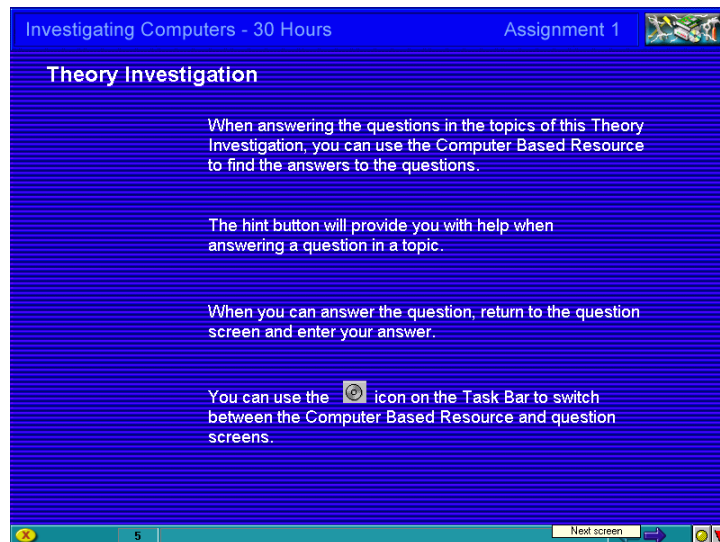 Investigating Computers - 30 Hours Assignment 1
Theory Investigation
When answering the questions in the topics of this Theory
Investigation, you can use the Computer Based Resource
to find the answers to the questions.
The hint button will provide you with help when
answering a question in a topic.
When you can answer the question, return to the question
screen and enter your answer.
You can use the icon on the Task Bar to switch
between the Computer Based Resource and question
screens.
X 5 Next screen